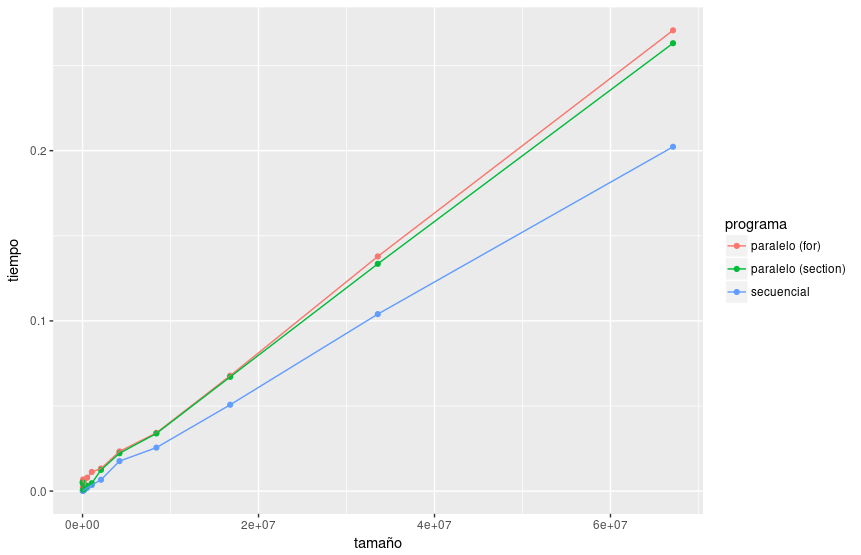 tiempo
0.2
0.1
0.0
0e+00 2e+07 4e+07 6e+07
tamaño
programa
paralelo (for)
paralelo (section)
secuencial